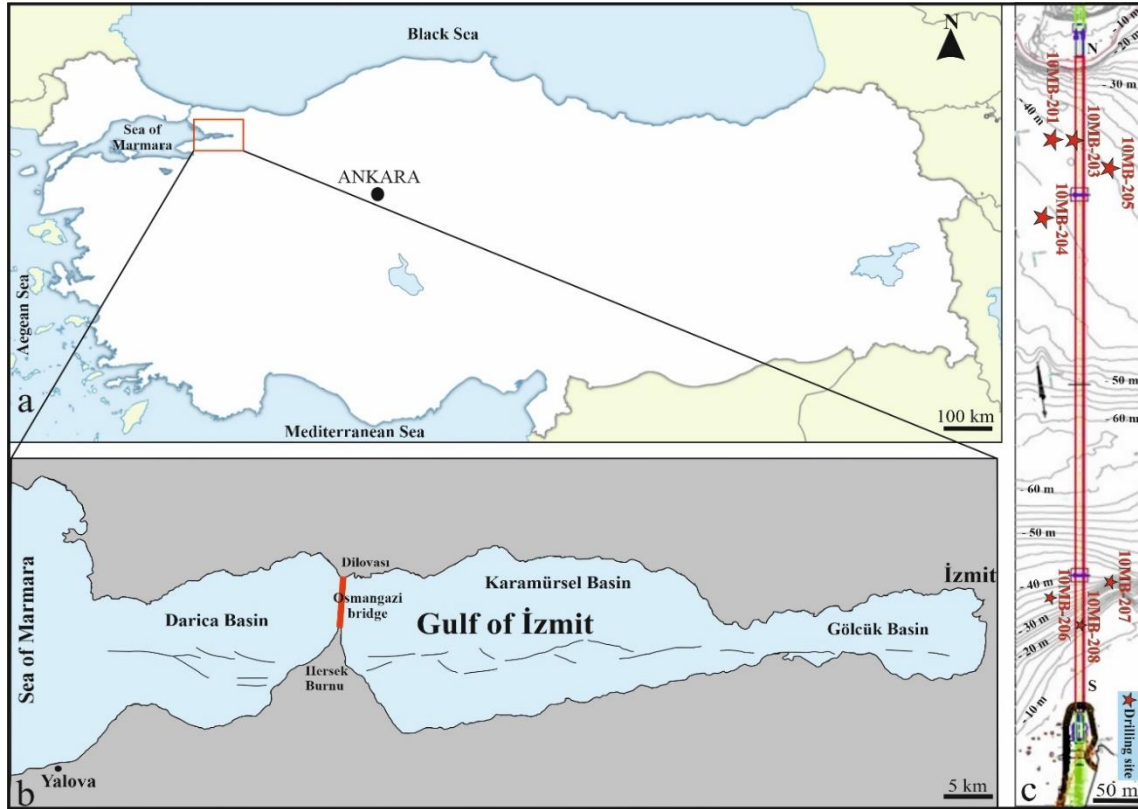 Black Sea
N
Sea of
Marmara
ANKARA
Aegean Sea
Mediterranean Sea
100 km
a
Sea of Marmara
Dilovası
Karamürsel Basin
İzmit
Osmangazi
bridge
Darica Basin
Gulf of İzmit
Gölcük Basin
Hersek
Burnu
Yalova
5 km
b
- 10 m
- 20 m
N
- 30 m
- 40 m
10MB-201
10MB-203
10MB-205
10MB-204
- 50 m
- 60 m
- 60 m
- 50 m
- 40 m
10MB-207
10MB-206
10MB-208
- 30 m
- 20 m
S
- 10 m
Drilling site
50 m
c